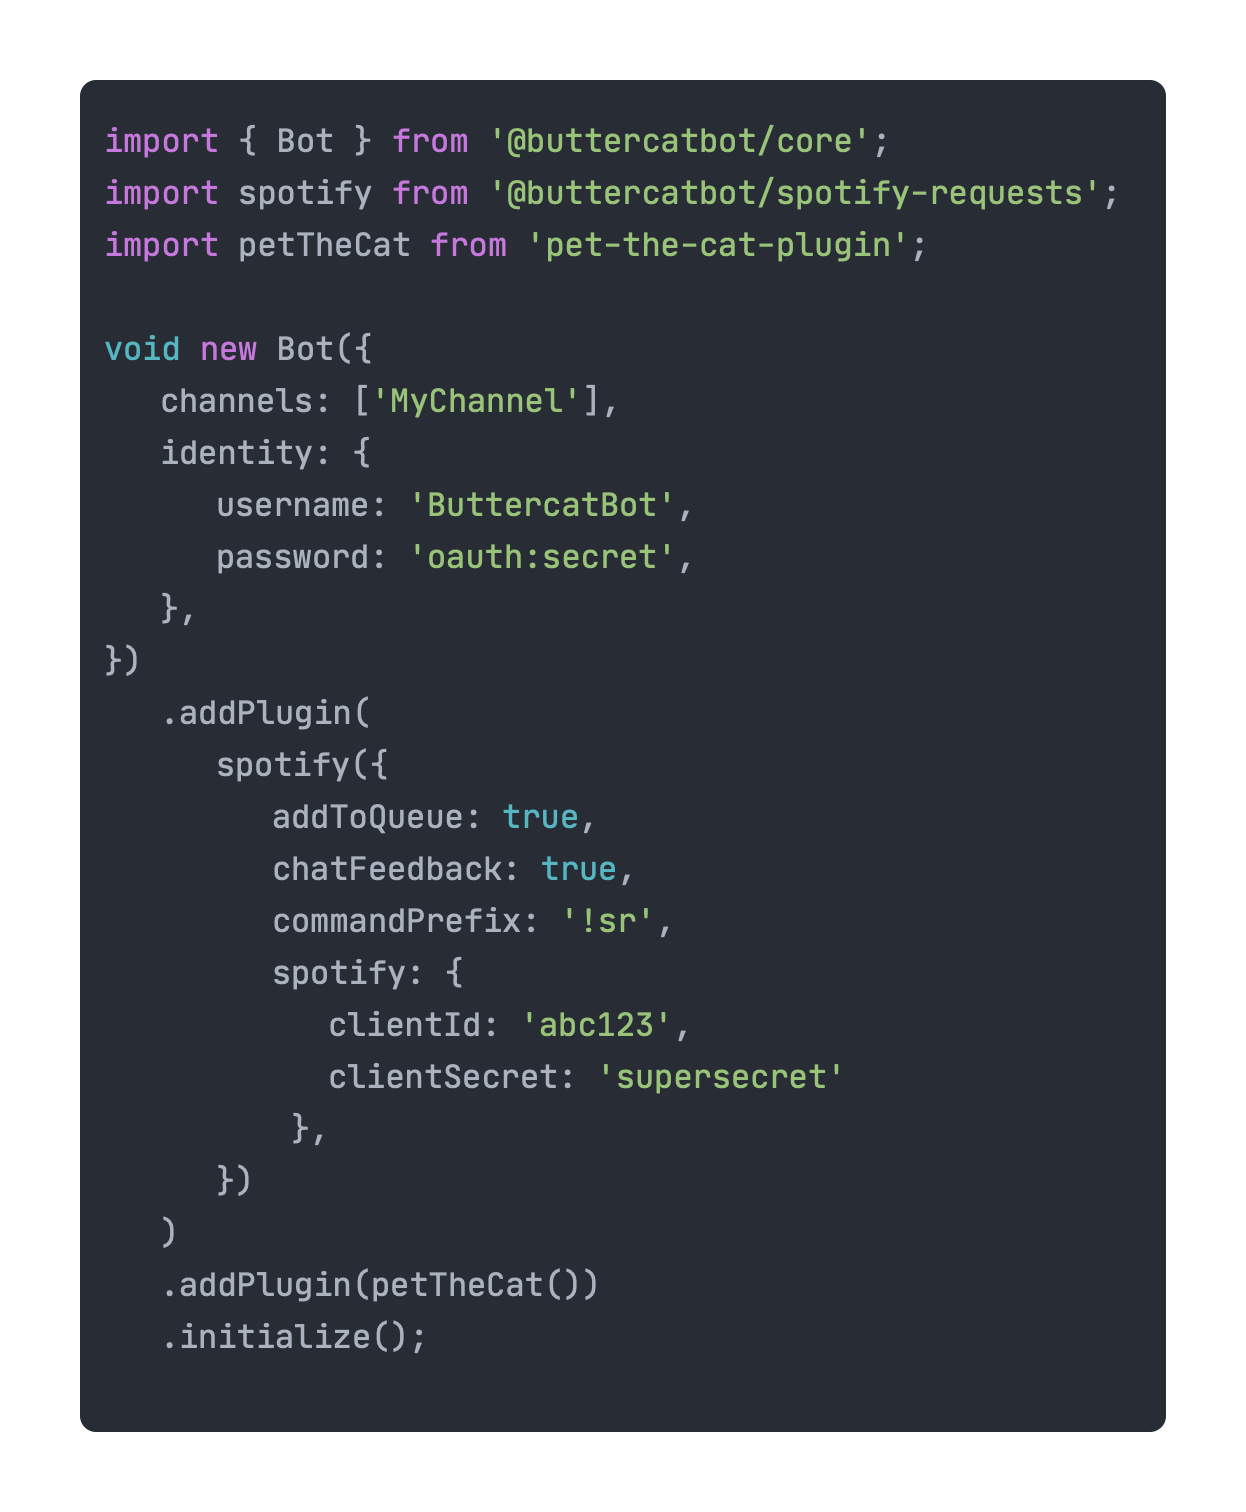 import { Bot } from '@buttercatbot/core';
import spotify from '@buttercatbot/spotify-requests';
import petTheCat from 'pet-the-cat-plugin';

void new Bot({
   channels: ['MyChannel'],
   identity: {
      username: 'ButtercatBot',
      password: 'oauth:secret',
   },
})
   .addPlugin(
      spotify({
         addToQueue: true,
         chatFeedback: true,
         commandPrefix: '!sr',
         spotify: {
            clientId: 'abc123',
            clientSecret: 'supersecret'
          },
      })
   )
   .addPlugin(petTheCat())
   .initialize();